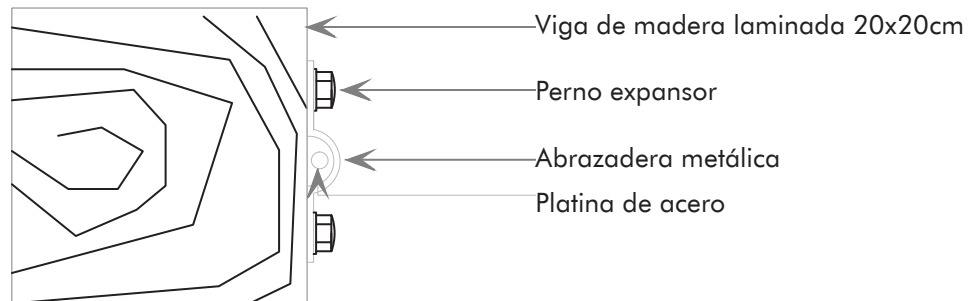 Viga de madera laminada 20x20cm
Perno expansor
Abrazadera metálica
Platina de acero